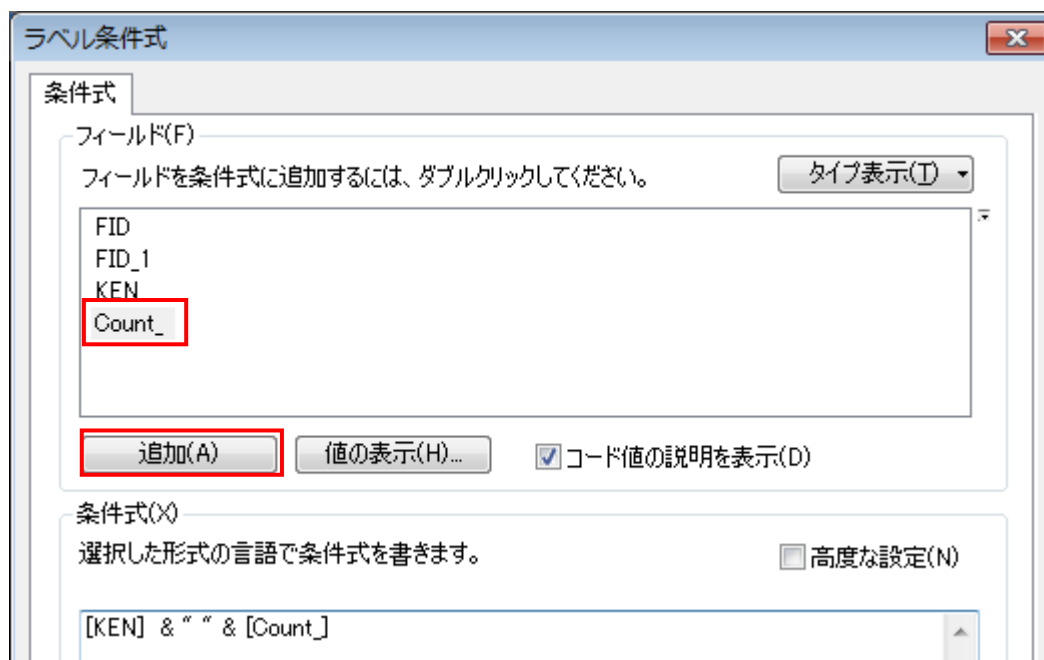 ラベル条件式
条件式
フィールド(F)
フィールドを条件式に追加するには、ダブルクリックしてください。
タイプ表示(T)
FID
FID_1
KEN
Count_
追加(A)
値の表示(H)...
コード値の説明を表示(D)
条件式(X)
選択した形式の言語で条件式を書きます。
高度な設定(N)
[KEN] & “ “ & [Count_]